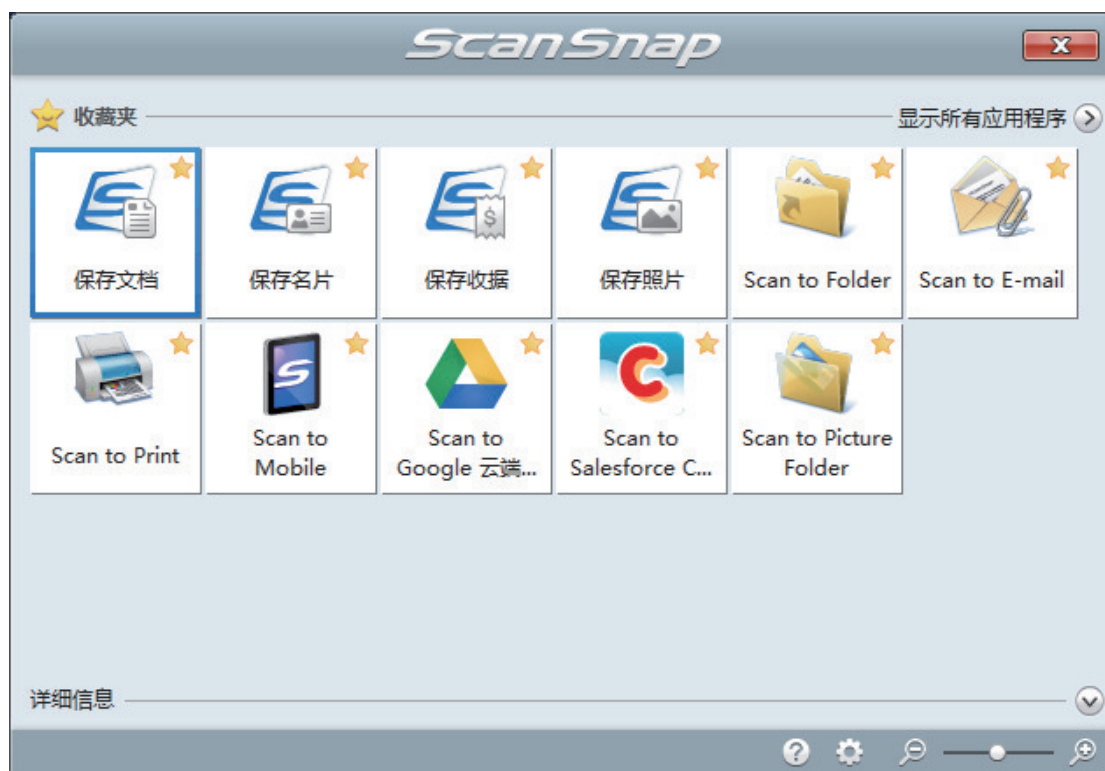 ScanSnap
收藏夹
显示所有应用程序
保存文档
保存名片
保存收据
保存照片
Scan to Folder
Scan to E-mail
Scan to Print
Scan to
Mobile
Scan to
Google 云端...
Scan to
Salesforce C...
Scan to Picture
Folder
详细信息